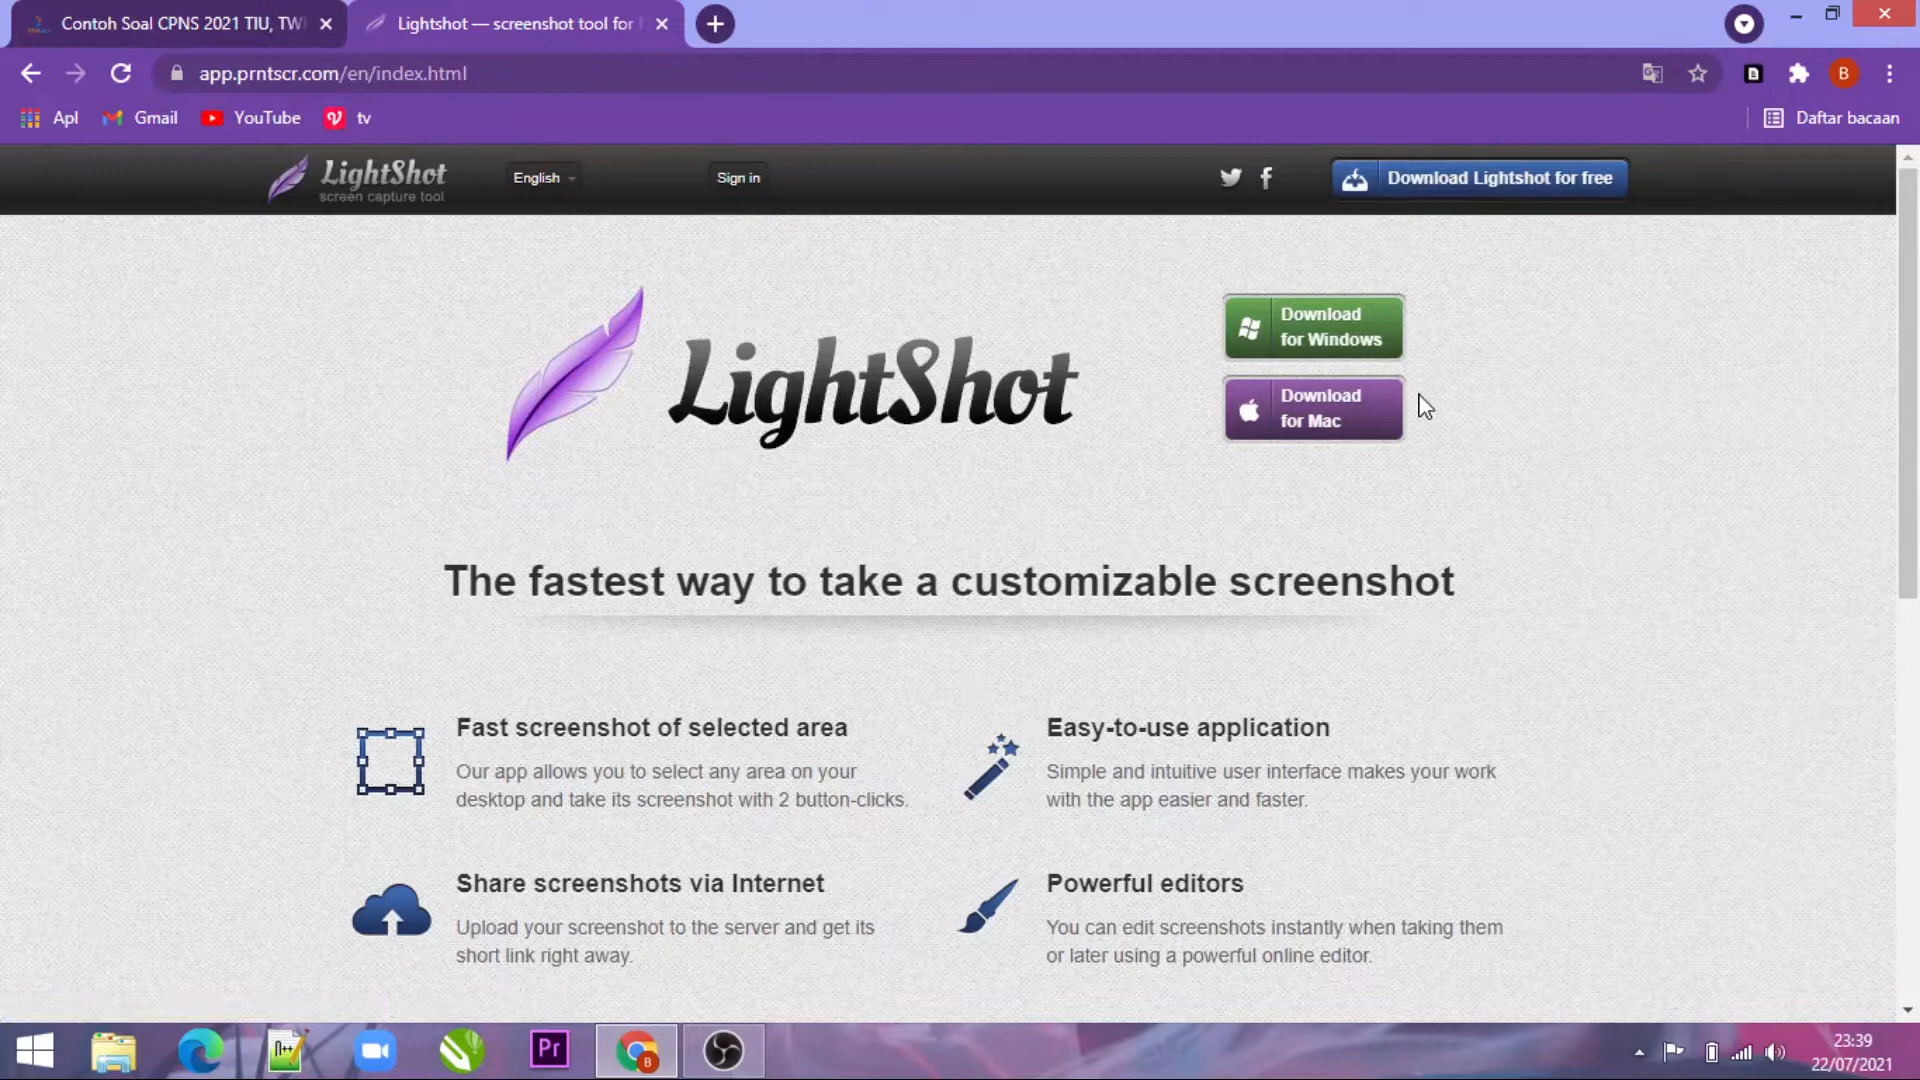 Contoh Soal CPNS 2021 TIU, TW
Lightshot — screenshot tool for
app.prntscr.com/en/index.html
B
Apl
Gmail
YouTube
tv
Daftar bacaan
LightShot
screen capture tool
English
Sign in
Download Lightshot for free
LightShot
Download
for Windows
Download
for Mac
The fastest way to take a customizable screenshot
Fast screenshot of selected area
Our app allows you to select any area on your
desktop and take its screenshot with 2 button-clicks.
Easy-to-use application
Simple and intuitive user interface makes your work
with the app easier and faster.
Share screenshots via Internet
Upload your screenshot to the server and get its
short link right away.
Powerful editors
You can edit screenshots instantly when taking them
or later using a powerful online editor.
n++
Pr
B
23:39
22/07/2021